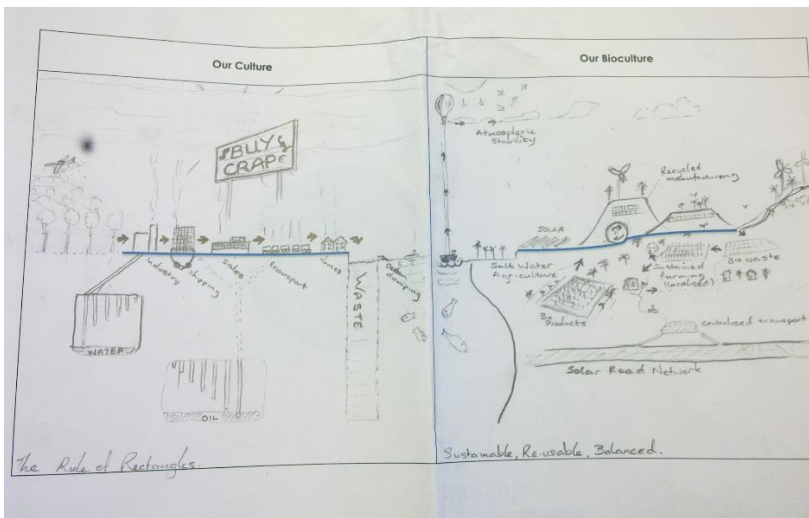 Our Culture
BUY
CRAP
industry
shipping
sales
transport
homes
Ocean
dumping
WASTE
WATER
OIL
The Rule of Rectangles.
Our Bioculture
Atmospheric
Stability
Recycled
manufacturing
SOLAR
Salt Water
Agriculture
Sustained
farming
(localised)
Bio WASTE
Bio
Products
centralised transport
Solar Road Network
Sustainable, Re-usable, Balanced.